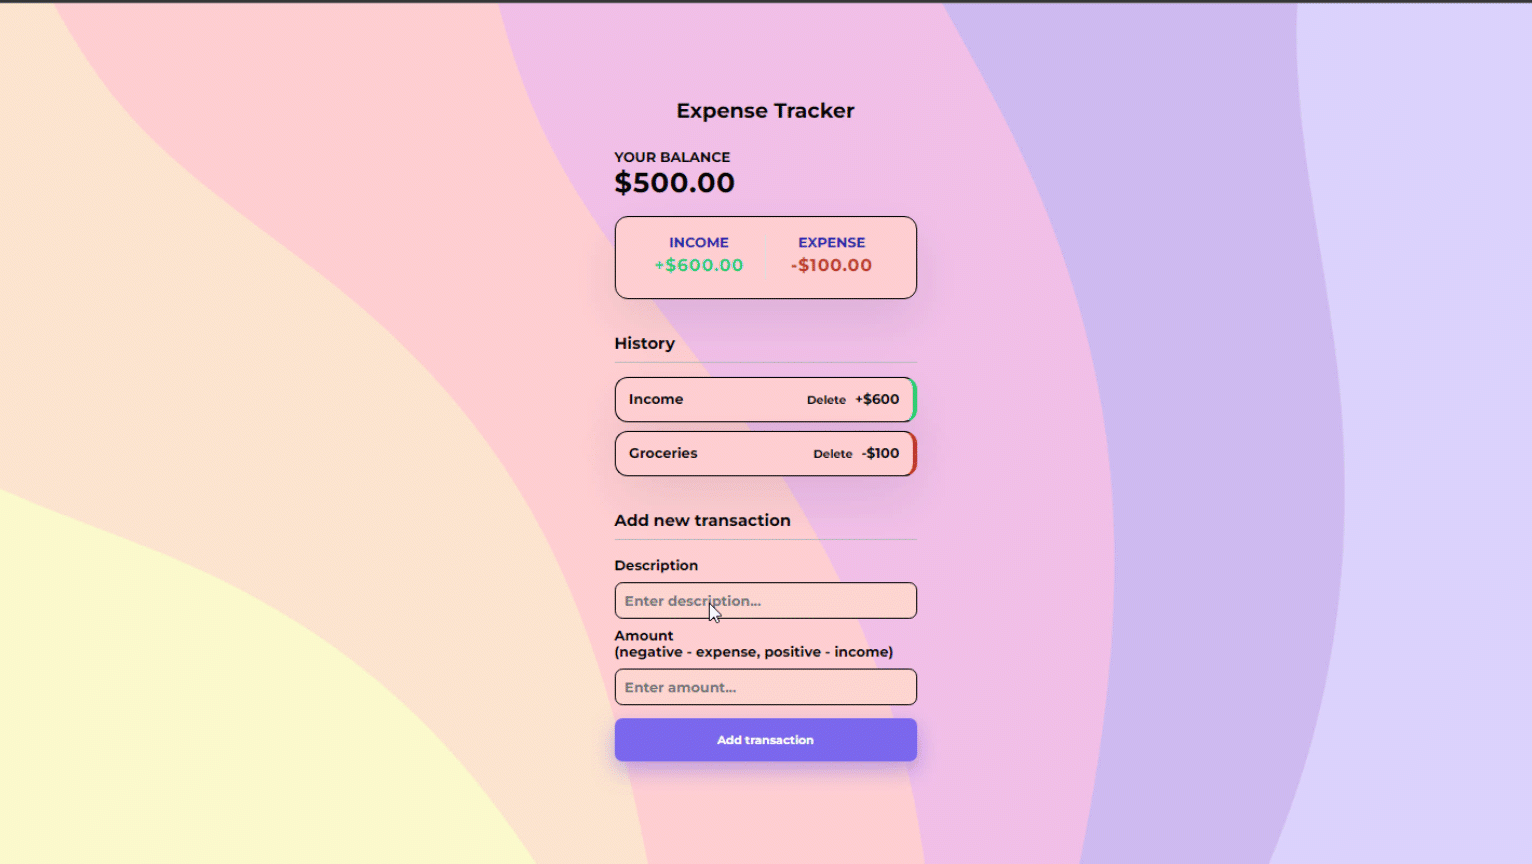 Expense Tracker
YOUR BALANCE
$500.00
INCOME EXPENSE
+$600.00 -$100.00
History
Income Delete +$600
Groceries Delete -$100
Add new transaction
Description
Enter description...
Amount
(negative - expense, positive - income)
Enter amount...
Add transaction